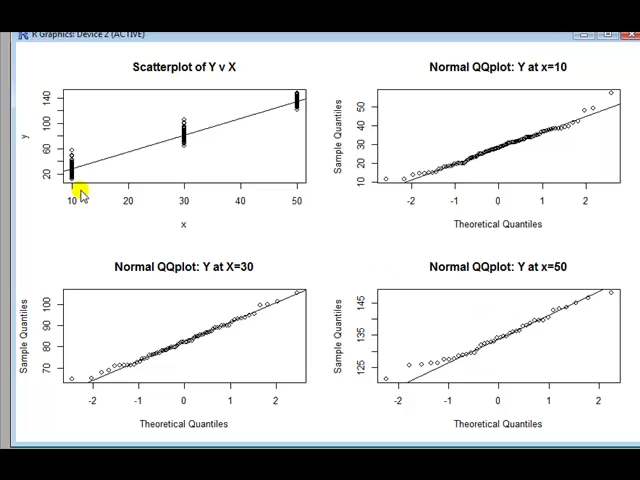 R Graphics: Device 2 (ACTIVE)
Scatterplot of Y v X
140
60
20
y
10 20 30 40 50
x
Normal QQplot: Y at x=10
50
40
30
20
10
Sample Quantiles
-2 -1 0 1 2
Theoretical Quantiles
Normal QQplot: Y at X=30
100
90
80
70
Sample Quantiles
-2 -1 0 1 2
Theoretical Quantiles
Normal QQplot: Y at x=50
145
135
125
Sample Quantiles
-2 -1 0 1 2
Theoretical Quantiles